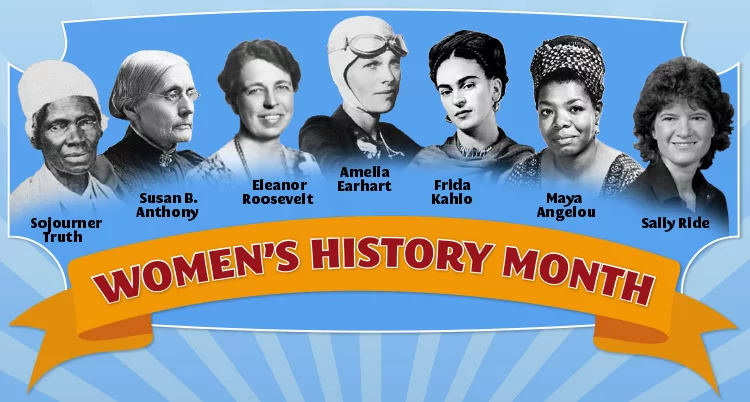 Sojourner
Truth
Susan B.
Anthony
Eleanor
Roosevelt
Amelia
Earhart
Frida
Kahlo
Maya
Angelou
Sally Ride
WOMEN'S HISTORY MONTH